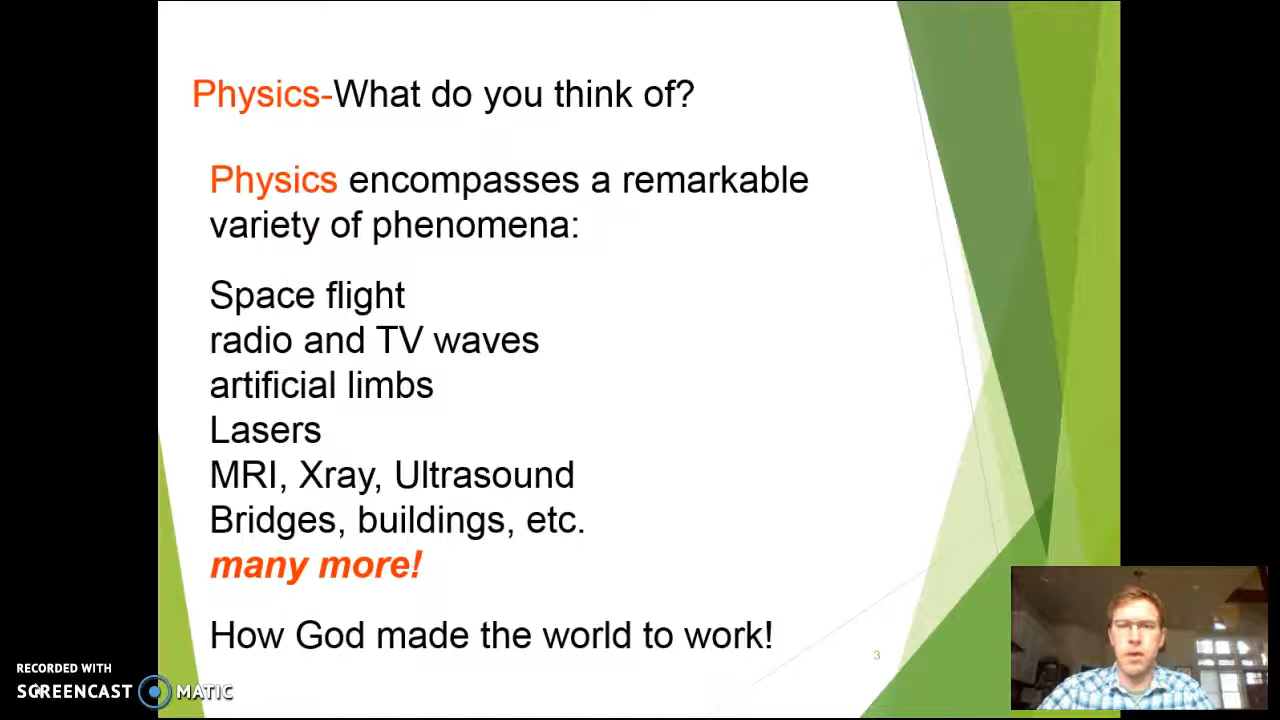 Physics-What do you think of?
Physics encompasses a remarkable
variety of phenomena:
Space flight
radio and TV waves
artificial limbs
Lasers
MRI, Xray, Ultrasound
Bridges, buildings, etc.
many more!
How God made the world to work!
3
RECORDED WITH
SCREENCAST MATIC